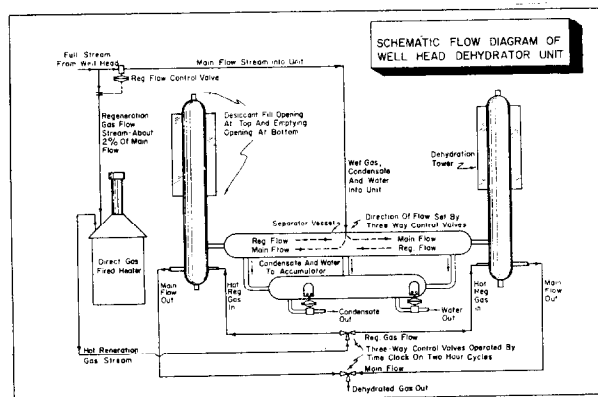 SCHEMATIC FLOW DIAGRAM OF
WELL HEAD DEHYDRATOR UNIT
Full Stream
From Well Head
Main Flow Stream into Unit
Reg Flow Control Valve
Regeneration
Gas Flow
Stream-About
2% Of Main
Flow
Desiccant Fill Opening
At Top And Emptying
Opening At Bottom
Wet Gas,
Condensate
And Water
Into Unit
Dehydration
Tower
Separator Vessel
Direction Of Flow Set By
Three Way Control Valves
Reg. Flow
Main Flow
Main Flow
Reg. Flow
Direct Gas
Fired Heater
Condensate And Water
To Accumulator
Main
Flow
Out
Hot
Reg
Gas
In
Condensate
Out
Water
Out
Hot
Reg
Gas
In
Main
Flow
Out
Reg. Gas Flow
Hot Reneration
Gas Stream
Three-Way Control Valves Operated By
Time Clock On Two Hour Cycles
Main Flow
Dehydrated Gas Out